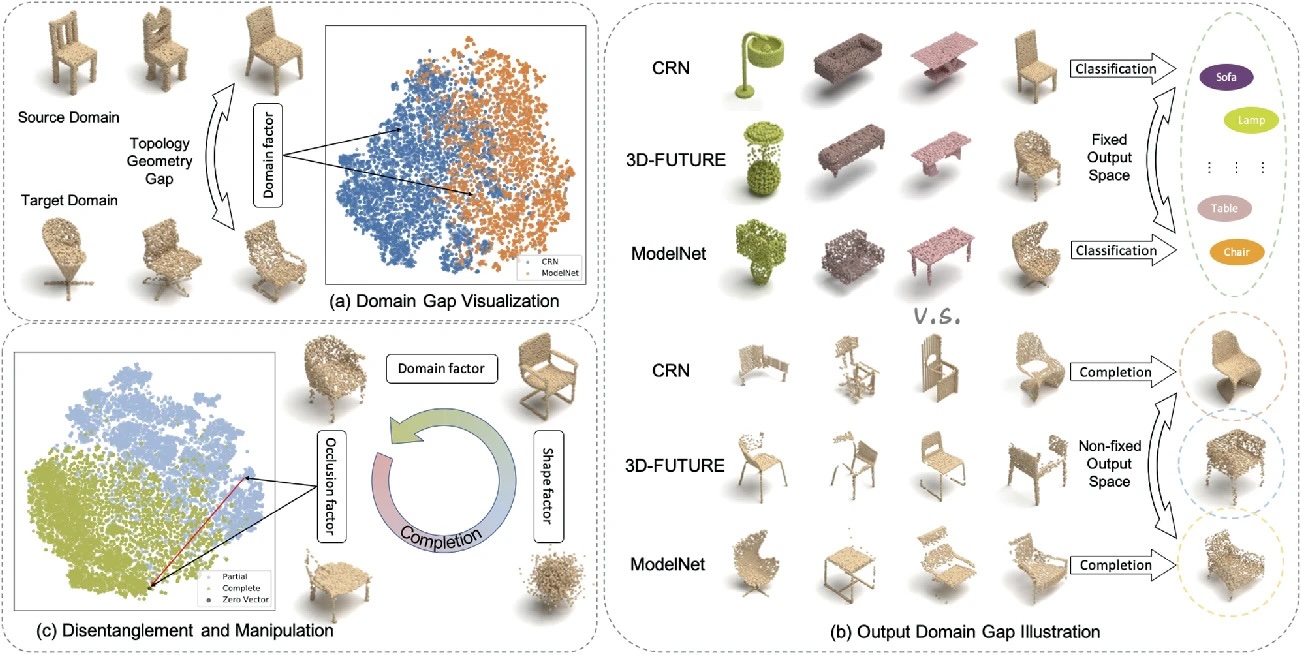 Source Domain
Topology
Geometry
Gap
Target Domain
Domain factor
CRN
ModelNet
(a) Domain Gap Visualization
Partial
Complete
Zero Vector
Occlusion factor
Domain factor
Shape factor
Completion
(c) Disentanglement and Manipulation
CRN
Classification
Sofa
Lamp
3D-FUTURE
Fixed
Output
Space
Table
ModelNet
Classification
Chair
V.S.
CRN
Completion
3D-FUTURE
Non-fixed
Output
Space
ModelNet
Completion
(b) Output Domain Gap Illustration